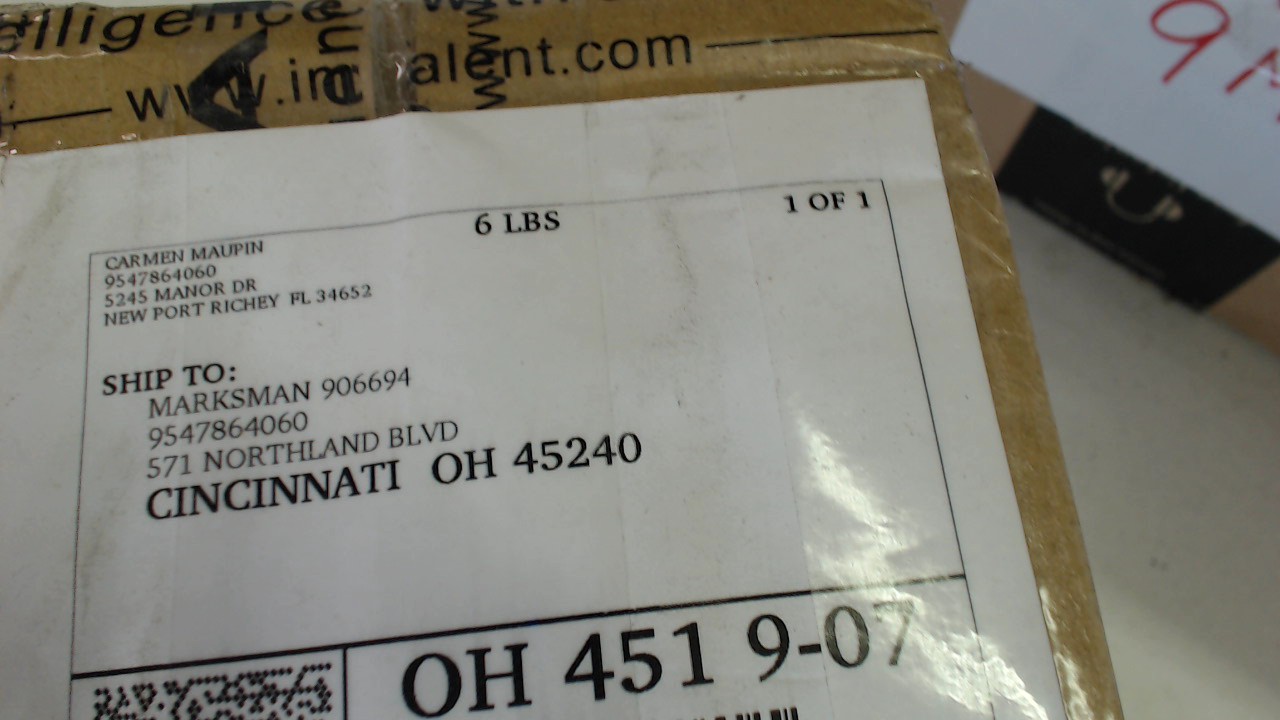 alent.com
6 LBS
1 OF 1
CARMEN MAUPIN
9547864060
5245 MANOR DR
NEW PORT RICHEY FL 34652
SHIP TO:
MARKSMAN 906694
9547864060
571 NORTHLAND BLVD
CINCINNATI OH 45240
OH 451 9-07